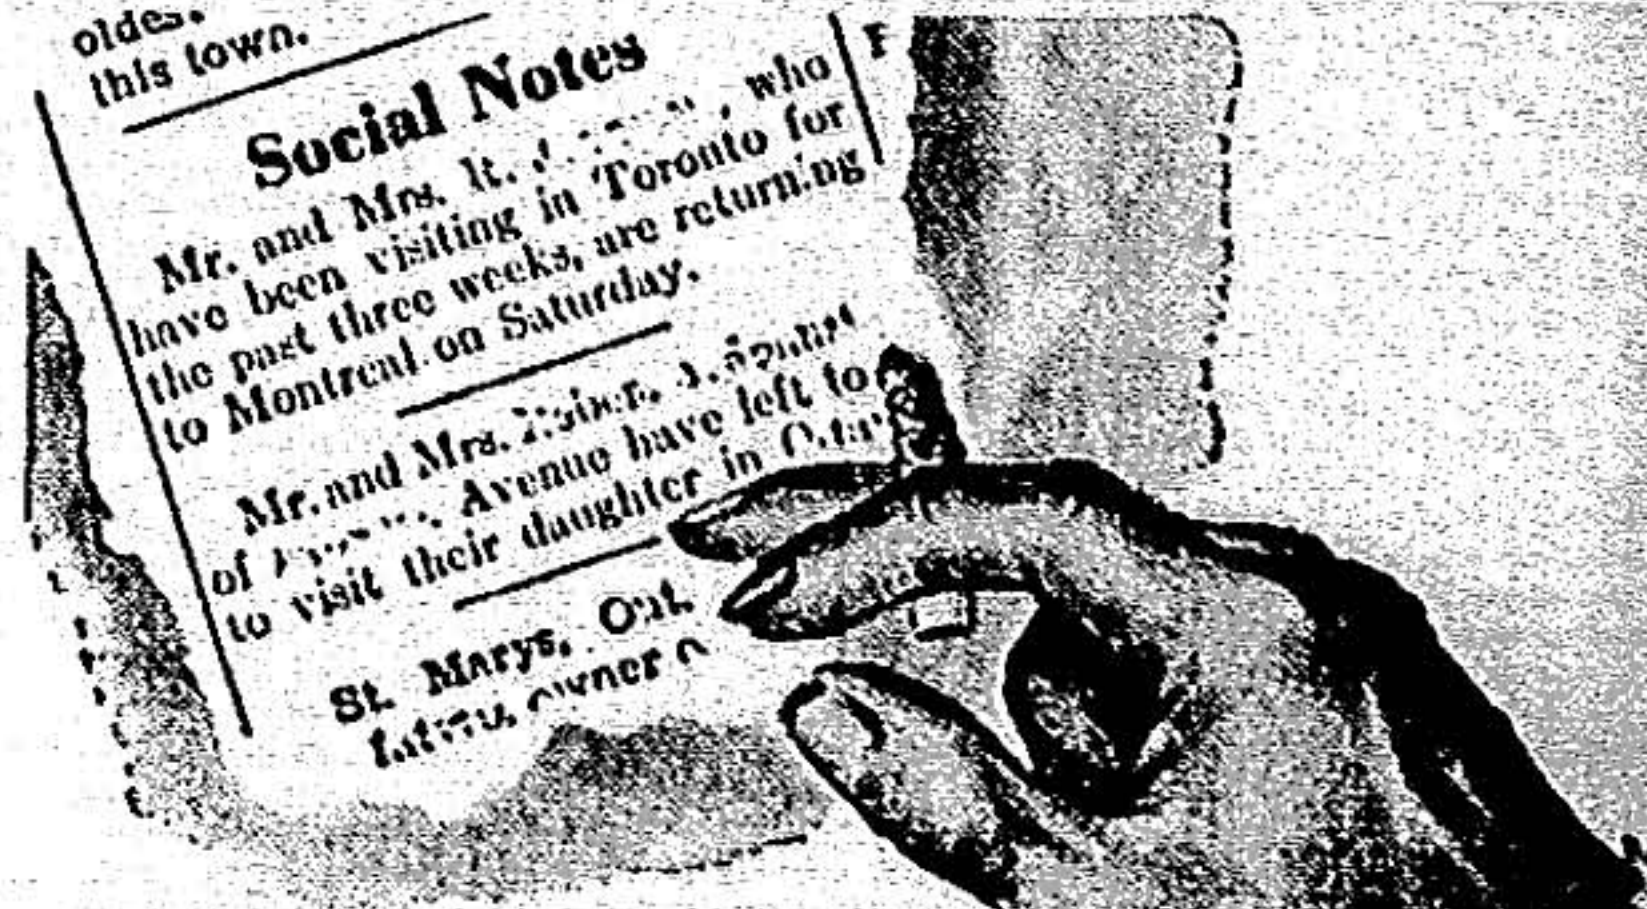 this town.
Social Notes
Mr. and Mrs. , who
have been visiting in Toronto for
the past three weeks, are returning
to Montreal on Saturday.
Mr. and Mrs.
of Avenue have left to
to visit their daughter in
St. Marys, Ont.
owner